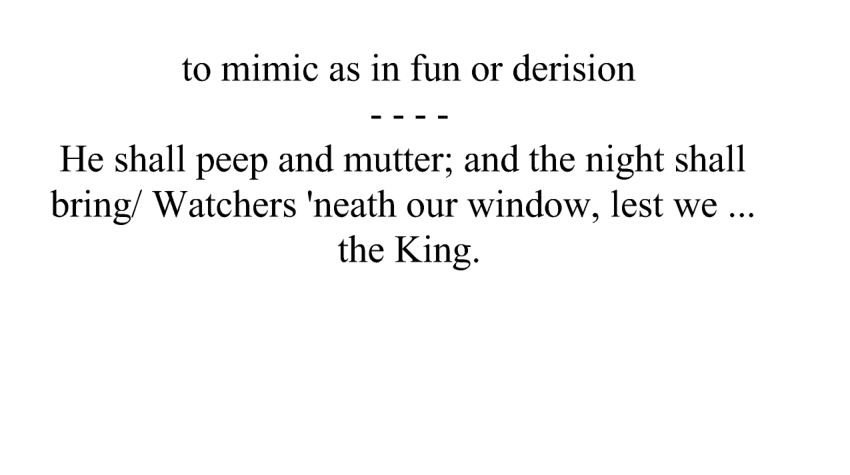 to mimic as in fun or derision
- - - -
He shall peep and mutter; and the night shall
bring/ Watchers 'neath our window, lest we ...
the King.